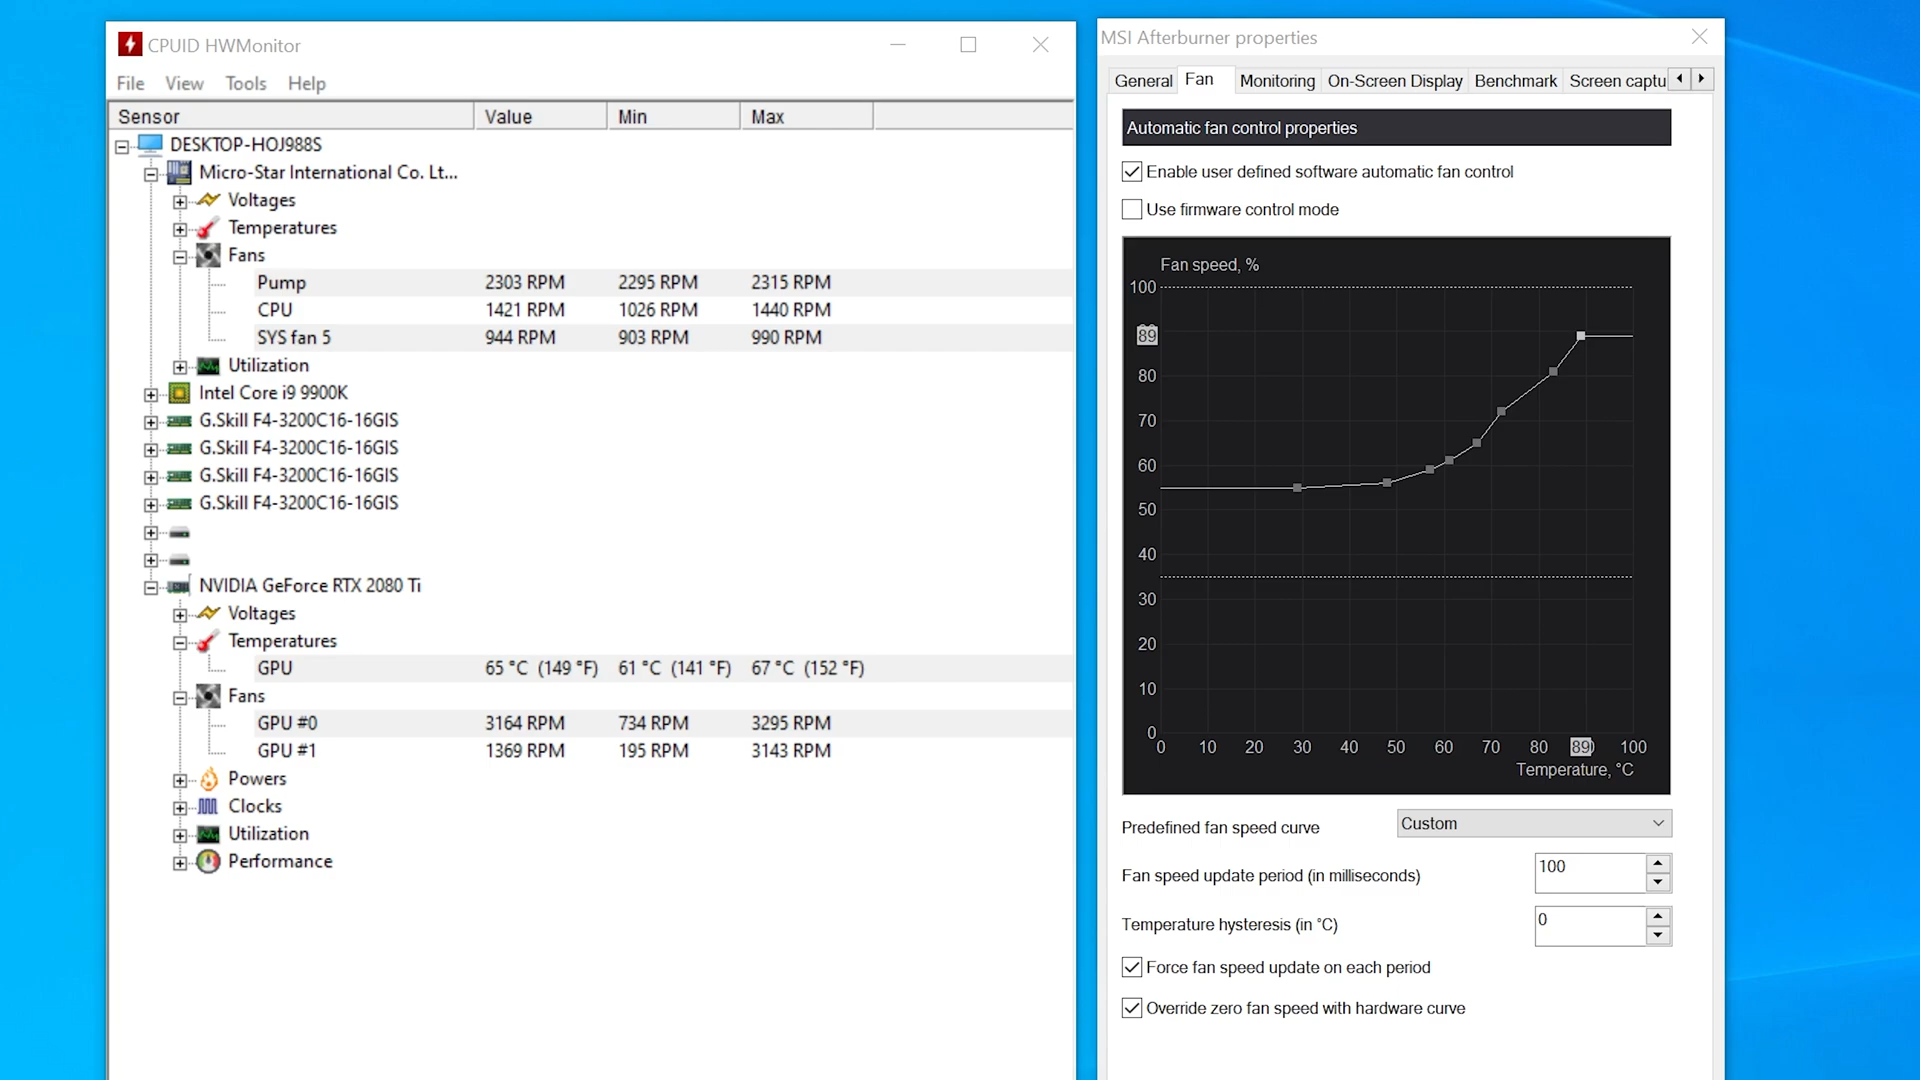 CPUID HWMonitor
File View Tools Help
Sensor Value Min Max
DESKTOP-HOJ988S
Micro-Star International Co. Lt...
Voltages
Temperatures
Fans
Pump 2303 RPM 2295 RPM 2315 RPM
CPU 1421 RPM 1026 RPM 1440 RPM
SYS fan 5 944 RPM 903 RPM 990 RPM
Utilization
Intel Core i9 9900K
G.Skill F4-3200C16-16GIS
G.Skill F4-3200C16-16GIS
G.Skill F4-3200C16-16GIS
G.Skill F4-3200C16-16GIS
NVIDIA GeForce RTX 2080 Ti
Voltages
Temperatures
GPU 65 °C (149 °F) 61 °C (141 °F) 67 °C (152 °F)
Fans
GPU #0 3164 RPM 734 RPM 3295 RPM
GPU #1 1369 RPM 195 RPM 3143 RPM
Powers
Clocks
Utilization
Performance
MSI Afterburner properties
General Fan Monitoring On-Screen Display Benchmark Screen captu
Automatic fan control properties
Enable user defined software automatic fan control
Use firmware control mode
Fan speed, %
100
89
80
70
60
50
40
30
20
10
0
0 10 20 30 40 50 60 70 80 89 100
Temperature, °C
Predefined fan speed curve Custom
Fan speed update period (in milliseconds) 100
Temperature hysteresis (in °C) 0
Force fan speed update on each period
Override zero fan speed with hardware curve